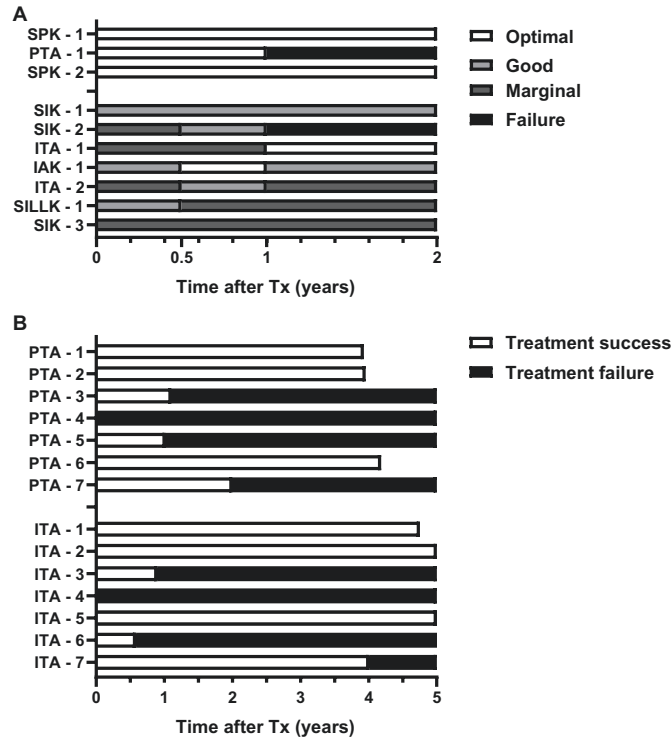 A
SPK - 1
PTA - 1
SPK - 2
SIK - 1
SIK - 2
ITA - 1
IAK - 1
ITA - 2
SILLK - 1
SIK - 3
0 0.5 1 2
Time after Tx (years)
Optimal
Good
Marginal
Failure
B
PTA - 1
PTA - 2
PTA - 3
PTA - 4
PTA - 5
PTA - 6
PTA - 7
ITA - 1
ITA - 2
ITA - 3
ITA - 4
ITA - 5
ITA - 6
ITA - 7
0 1 2 3 4 5
Time after Tx (years)
Treatment success
Treatment failure